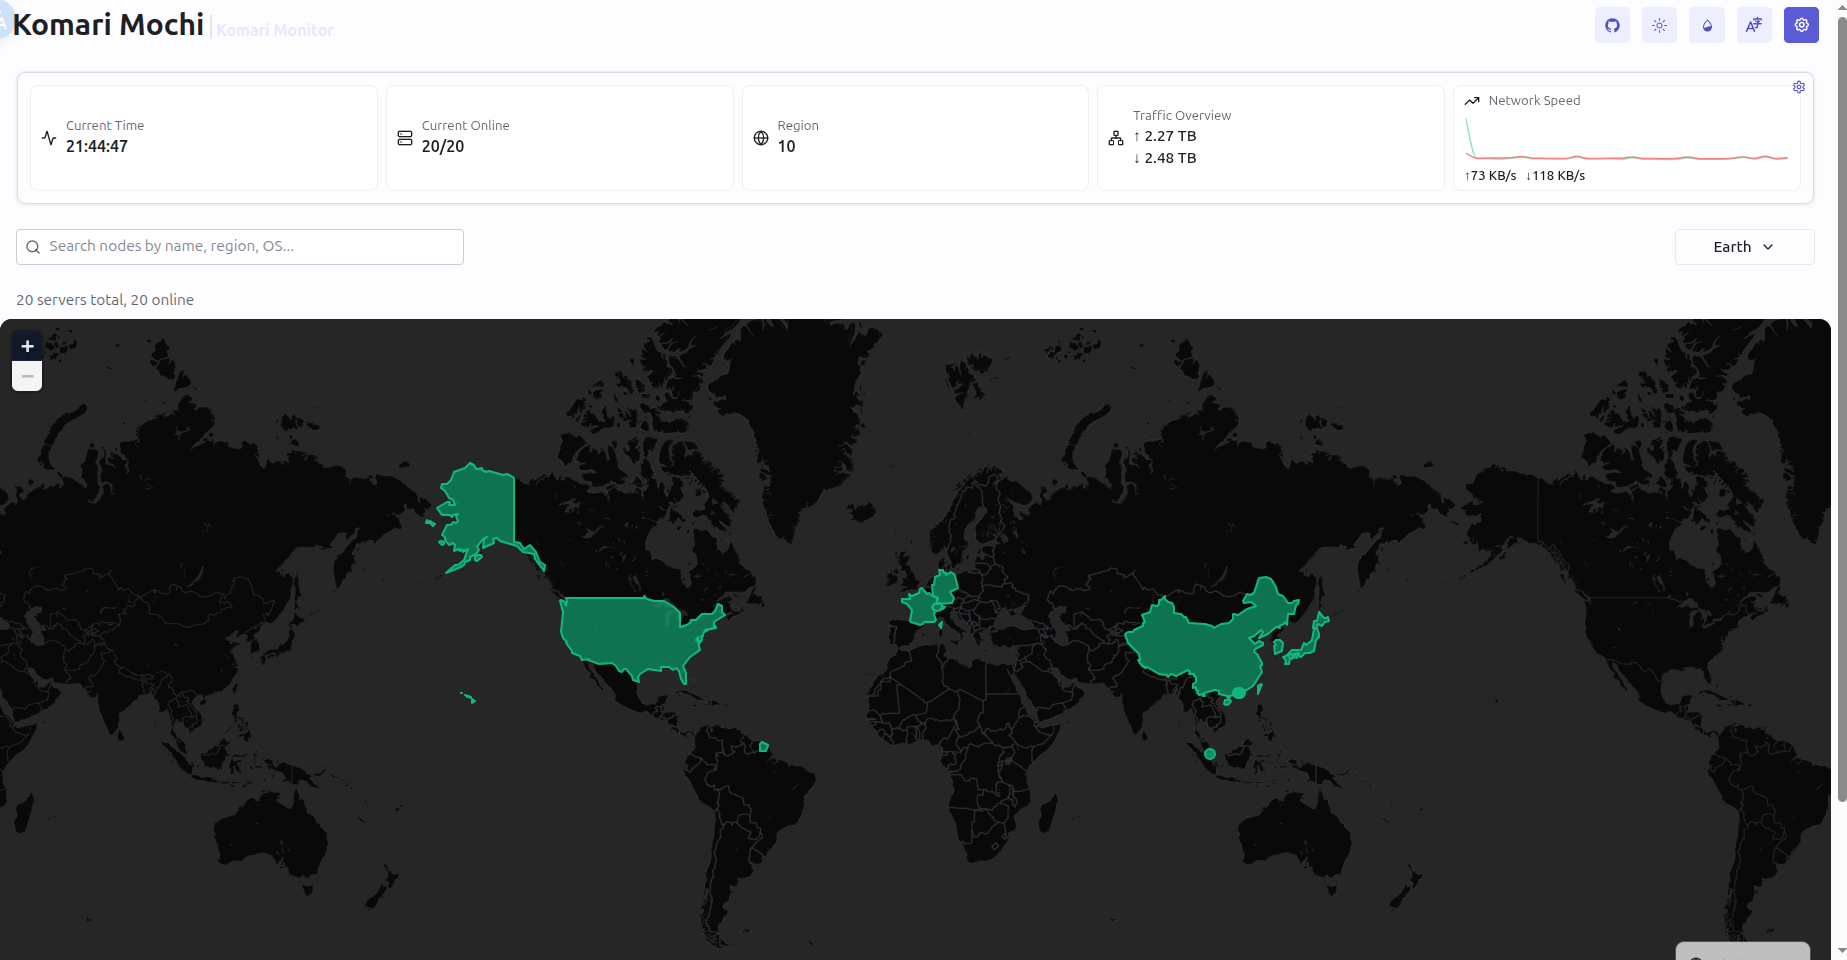 Komari Mochi
Komari Monitor
Current Time
21:44:47
Current Online
20/20
Region
10
Traffic Overview
↑ 2.27 TB
↓ 2.48 TB
Network Speed
↑73 KB/s ↓118 KB/s
Search nodes by name, region, OS...
Earth
20 servers total, 20 online
+
−